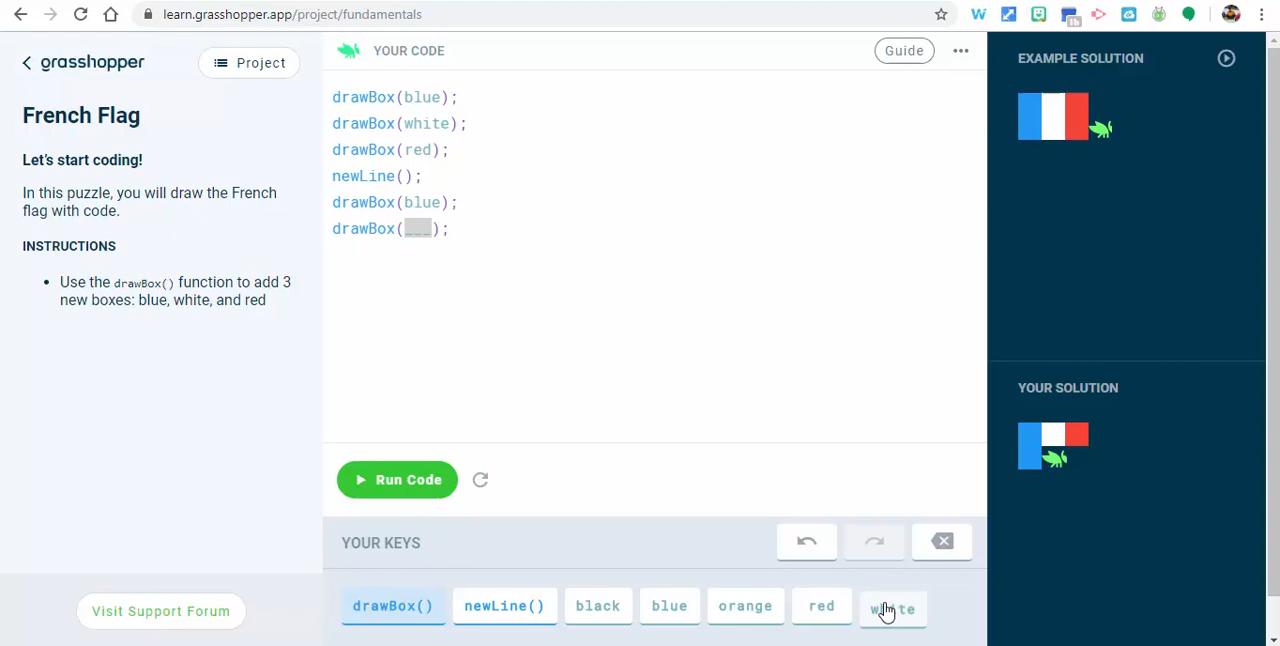 learn.grasshopper.app/project/fundamentals
W
1h
grasshopper
Project
French Flag
Let's start coding!
In this puzzle, you will draw the French
flag with code.
INSTRUCTIONS
• Use the drawBox() function to add 3
new boxes: blue, white, and red
Visit Support Forum
YOUR CODE
Guide
drawBox(blue);
drawBox(white);
drawBox(red);
newLine();
drawBox(blue);
drawBox(___);
Run Code
YOUR KEYS
drawBox() newLine() black blue orange red white
EXAMPLE SOLUTION
YOUR SOLUTION